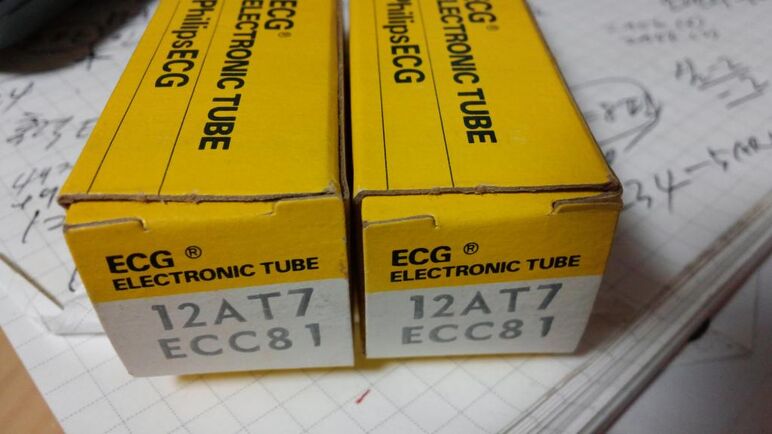 ECG®
ELECTRONIC TUBE
PhilipsECG
ECG®
ELECTRONIC TUBE
PhilipsECG
ECG ®
ELECTRONIC TUBE
12AT7
ECC81
ECG ®
ELECTRONIC TUBE
12AT7
ECC81